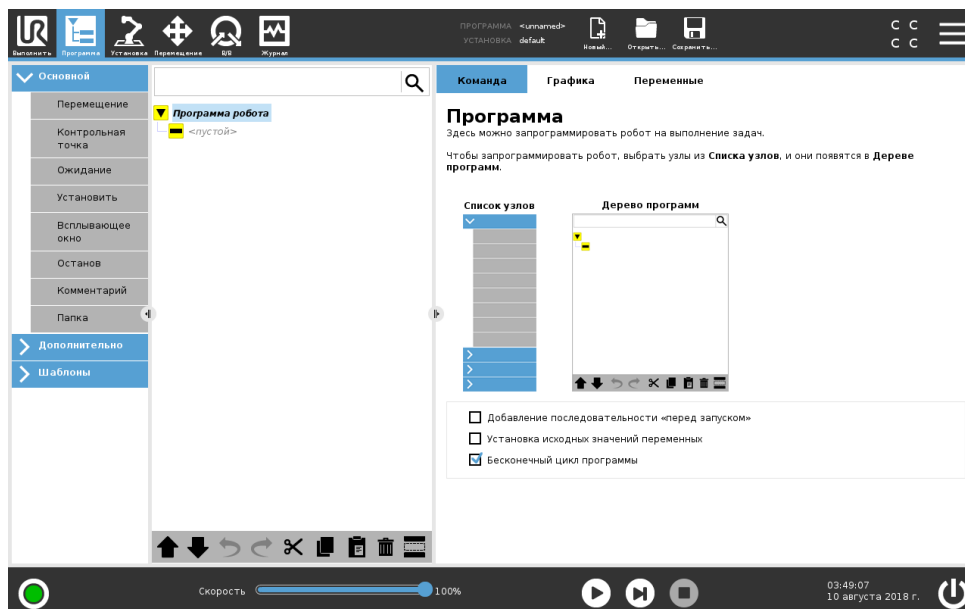 ПРОГРАММА <unnamed>
УСТАНОВКА default
C C
C C
Выполнить Программа Установка Перемещение В/В Журнал
Новый... Открыть... Сохранить...
Основной
Перемещение
Контрольная
точка
Ожидание
Установить
Всплывающее
окно
Останов
Комментарий
Папка
Дополнительно
Шаблоны
Программа робота
<пустой>
Команда Графика Переменные
Программа
Здесь можно запрограммировать робот на выполнение задач.
Чтобы запрограммировать робот, выбрать узлы из Списка узлов, и они появятся в Дереве
программ.
Список узлов Дерево программ
Добавление последовательности «перед запуском»
Установка исходных значений переменных
Бесконечный цикл программы
Скорость 100%
03:49:07
10 августа 2018 г.